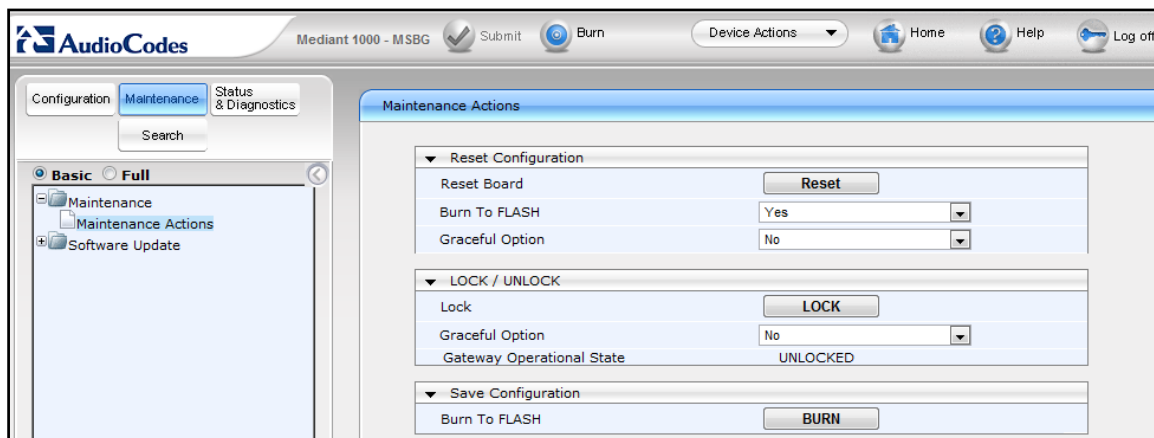 AudioCodes
Mediant 1000 - MSBG Submit Burn Device Actions Home Help Log off
Configuration Maintenance Status & Diagnostics
Search
Basic Full
Maintenance
Maintenance Actions
Software Update
Maintenance Actions
Reset Configuration
Reset Board Reset
Burn To FLASH Yes
Graceful Option No
LOCK / UNLOCK
Lock LOCK
Graceful Option No
Gateway Operational State UNLOCKED
Save Configuration
Burn To FLASH BURN